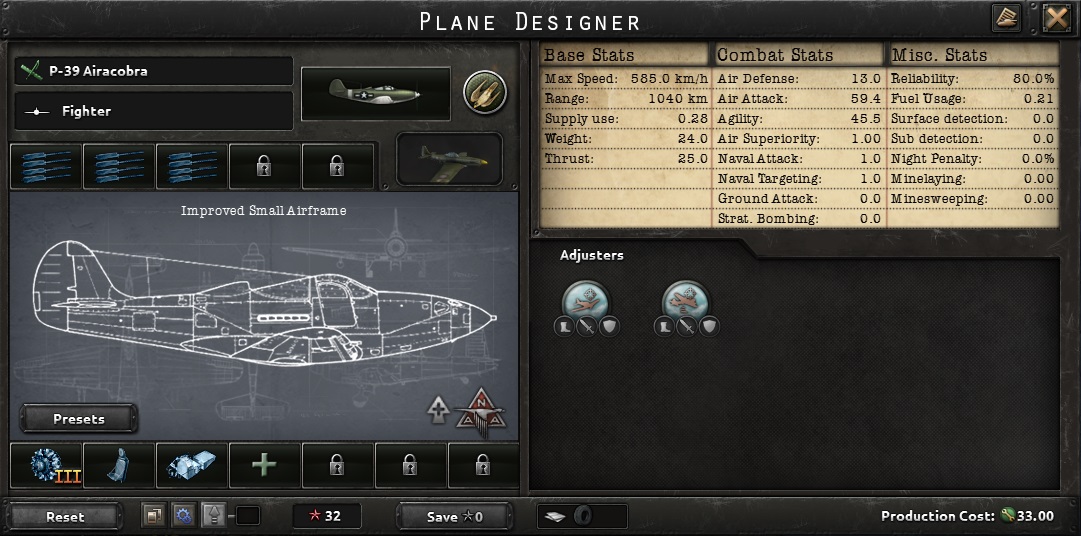 Plane Designer
P-39 Airacobra
Fighter
Improved Small Airframe
Presets
N
A A
III
Reset
32
Save 0
Base Stats
Max Speed: 585.0 km/h
Range: 1040 km
Supply use: 0.28
Weight: 24.0
Thrust: 25.0
Combat Stats
Air Defense: 13.0
Air Attack: 59.4
Agility: 45.5
Air Superiority: 1.00
Naval Attack: 1.0
Naval Targeting: 1.0
Ground Attack: 0.0
Strat. Bombing: 0.0
Misc. Stats
Reliability: 80.0%
Fuel Usage: 0.21
Surface detection: 0.0
Sub detection: 0.0
Night Penalty: 0.0%
Minelaying: 0.00
Minesweeping: 0.00
Adjusters
Production Cost: 33.00